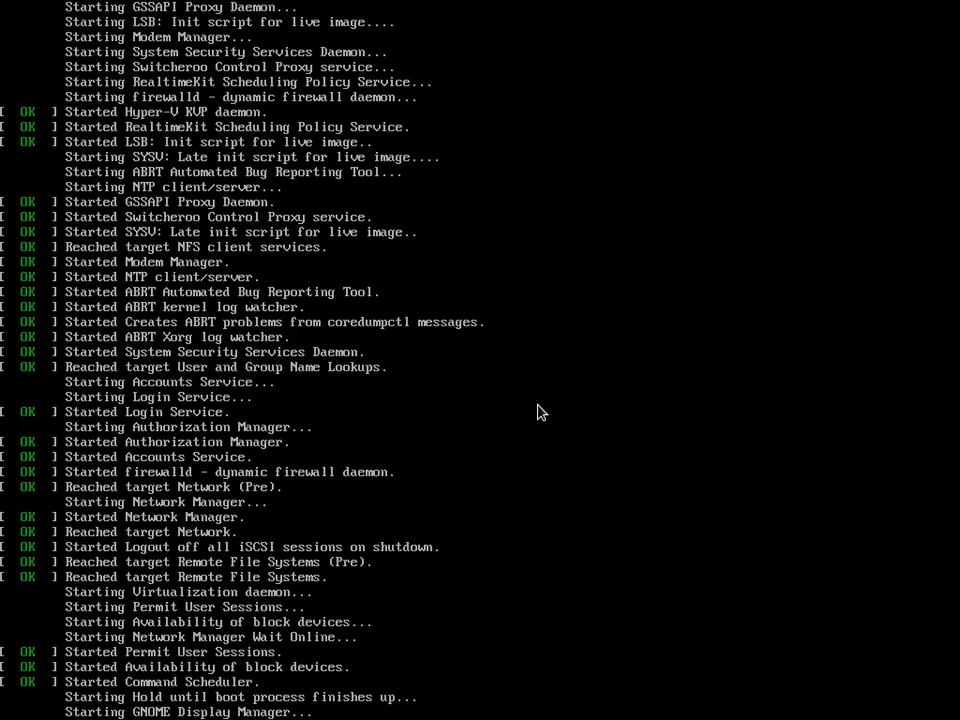 Starting GSSAPI Proxy Daemon...
Starting LSB: Init script for live image....
Starting Modem Manager...
Starting System Security Services Daemon...
Starting Switcheroo Control Proxy service...
Starting RealtimeKit Scheduling Policy Service...
Starting firewalld - dynamic firewall daemon...
[  OK  ] Started Hyper-V KVP daemon.
[  OK  ] Started RealtimeKit Scheduling Policy Service.
[  OK  ] Started LSB: Init script for live image..
Starting SYSV: Late init script for live image....
Starting ABRT Automated Bug Reporting Tool...
Starting NTP client/server...
[  OK  ] Started GSSAPI Proxy Daemon.
[  OK  ] Started Switcheroo Control Proxy service.
[  OK  ] Started SYSV: Late init script for live image..
[  OK  ] Reached target NFS client services.
[  OK  ] Started Modem Manager.
[  OK  ] Started NTP client/server.
[  OK  ] Started ABRT Automated Bug Reporting Tool.
[  OK  ] Started ABRT kernel log watcher.
[  OK  ] Started Creates ABRT problems from coredumpctl messages.
[  OK  ] Started ABRT Xorg log watcher.
[  OK  ] Started System Security Services Daemon.
[  OK  ] Reached target User and Group Name Lookups.
Starting Accounts Service...
Starting Login Service...
[  OK  ] Started Login Service.
Starting Authorization Manager...
[  OK  ] Started Authorization Manager.
[  OK  ] Started Accounts Service.
[  OK  ] Started firewalld - dynamic firewall daemon.
[  OK  ] Reached target Network (Pre).
Starting Network Manager...
[  OK  ] Started Network Manager.
[  OK  ] Reached target Network.
[  OK  ] Started Logout off all iSCSI sessions on shutdown.
[  OK  ] Reached target Remote File Systems (Pre).
[  OK  ] Reached target Remote File Systems.
Starting Virtualization daemon...
Starting Permit User Sessions...
Starting Availability of block devices...
Starting Network Manager Wait Online...
[  OK  ] Started Permit User Sessions.
[  OK  ] Started Availability of block devices.
[  OK  ] Started Command Scheduler.
Starting Hold until boot process finishes up...
Starting GNOME Display Manager...